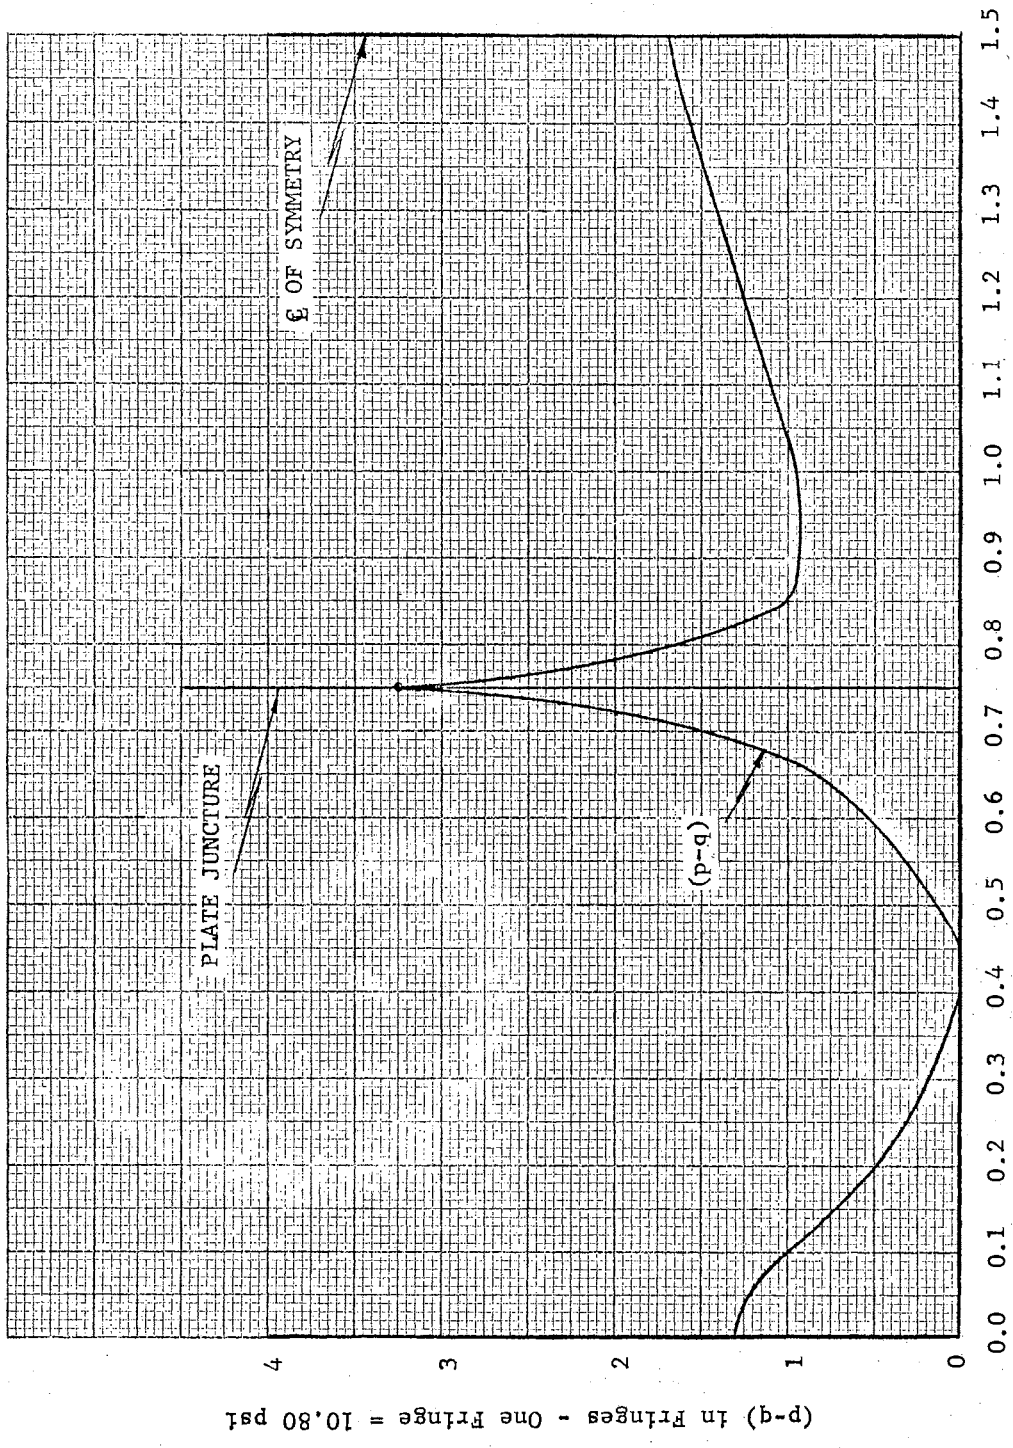 (p-q) in Fringes - One Fringe = 10.80 psi
4
3
2
1
0
PLATE JUNCTURE
℄ OF SYMMETRY
(p-q)
0.0 0.1 0.2 0.3 0.4 0.5 0.6 0.7 0.8 0.9 1.0 1.1 1.2 1.3 1.4 1.5